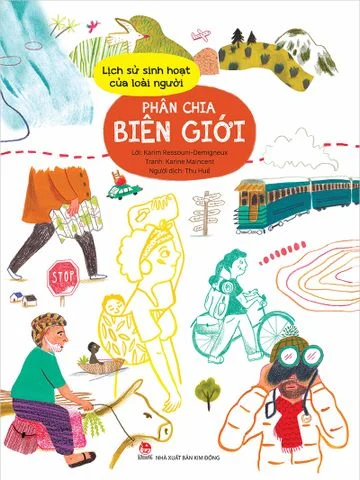 Lịch sử sinh hoạt
của loài người
PHÂN CHIA
BIÊN GIỚI
Lời: Karim Ressouni-Demigneux
Tranh: Karine Maincent
Người dịch: Thu Huế
STOP
NHÀ XUẤT BẢN KIM ĐỒNG